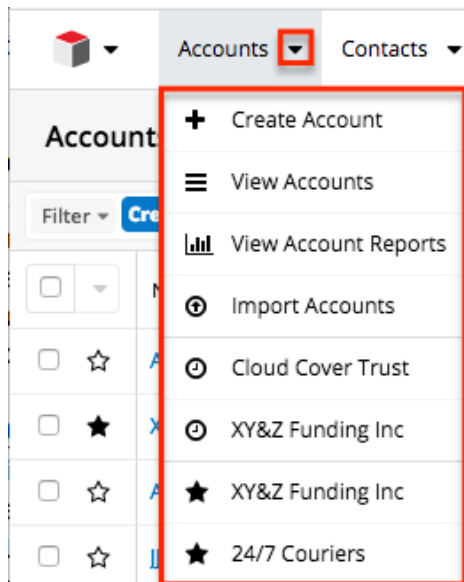 Accounts Contacts
Create Account
Account
View Accounts
Filter Cre
View Account Reports
N
Import Accounts
A
Cloud Cover Trust
X
XY&Z Funding Inc
A
XY&Z Funding Inc
JJ
24/7 Couriers